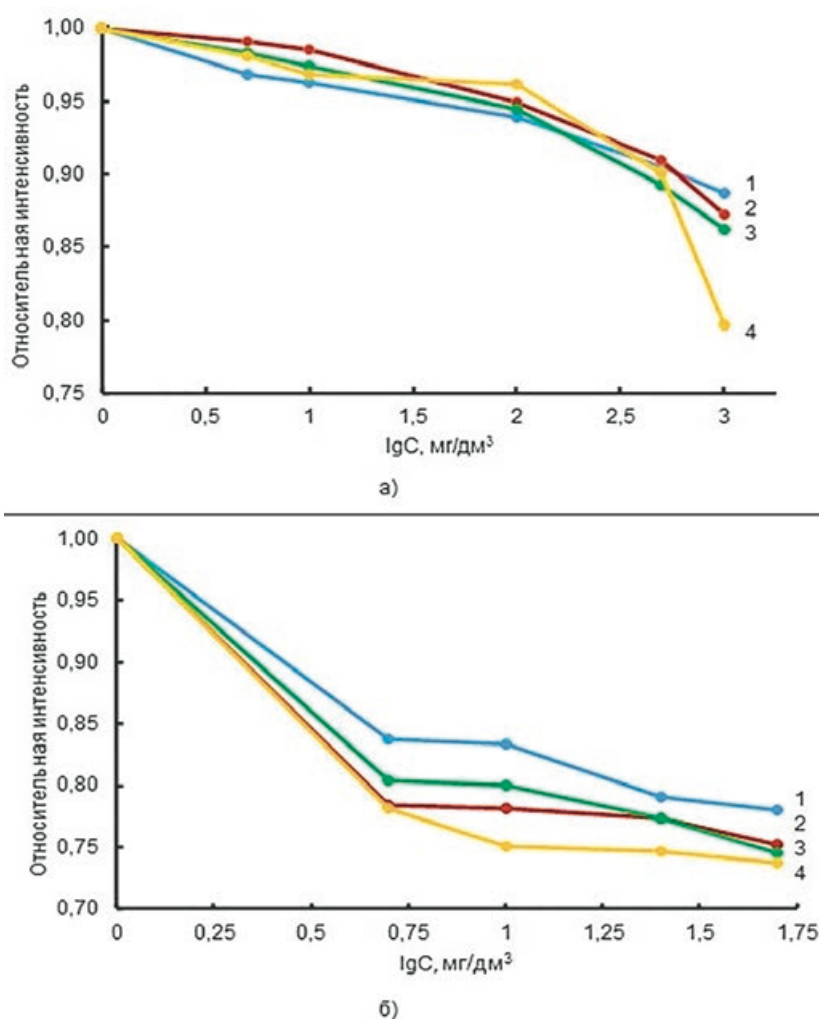 Относительная интенсивность
1,00
0,95
0,90
0,85
0,80
0,75
1
2
3
4
0 0,5 1 1,5 2 2,5 3
lgC, мг/дм³
а)
Относительная интенсивность
1,00
0,95
0,90
0,85
0,80
0,75
0,70
1
2
3
4
0 0,25 0,5 0,75 1 1,25 1,5 1,75
lgC, мг/дм³
б)